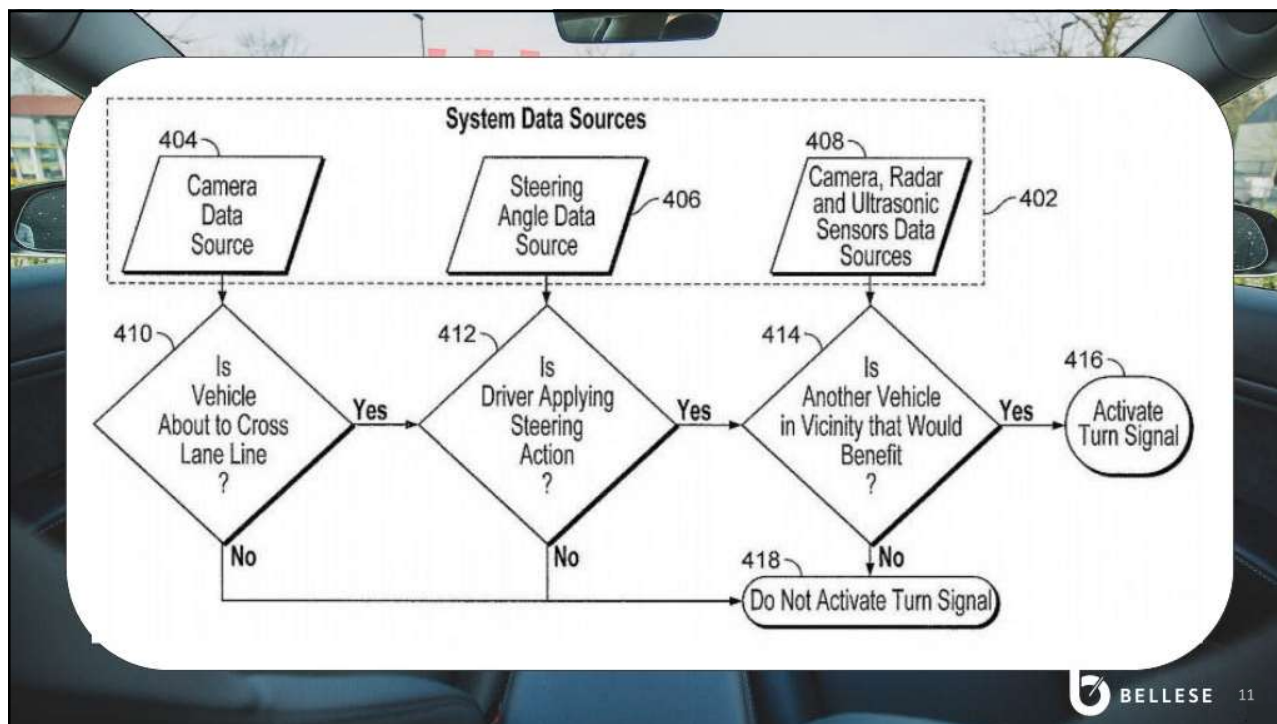 System Data Sources
404
Camera
Data
Source
Steering
Angle Data
Source
406
408
Camera, Radar
and Ultrasonic
Sensors Data
Sources
402
410
Is
Vehicle
About to Cross
Lane Line
?
Yes
No
412
Is
Driver Applying
Steering
Action
?
Yes
No
414
Is
Another Vehicle
in Vicinity that Would
Benefit
?
Yes
No
416
Activate
Turn Signal
418
Do Not Activate Turn Signal
BELLESE 11